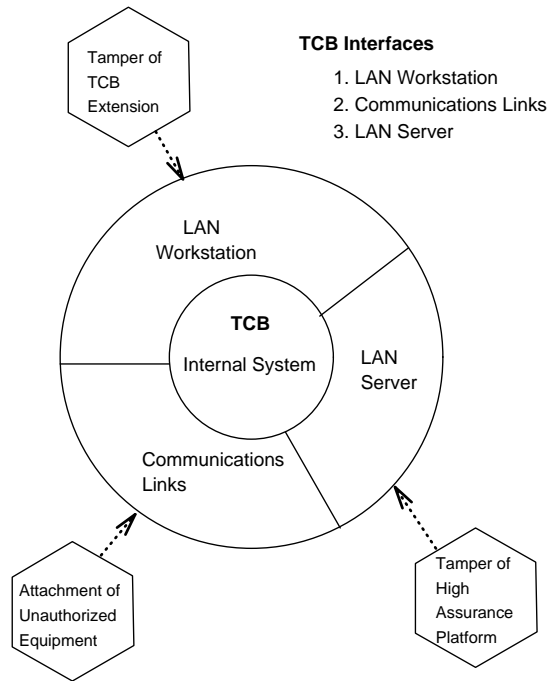 Tamper of
TCB
Extension
TCB Interfaces
1. LAN Workstation
2. Communications Links
3. LAN Server
LAN
Workstation
TCB
Internal System
LAN
Server
Communications
Links
Attachment of
Unauthorized
Equipment
Tamper of
High
Assurance
Platform